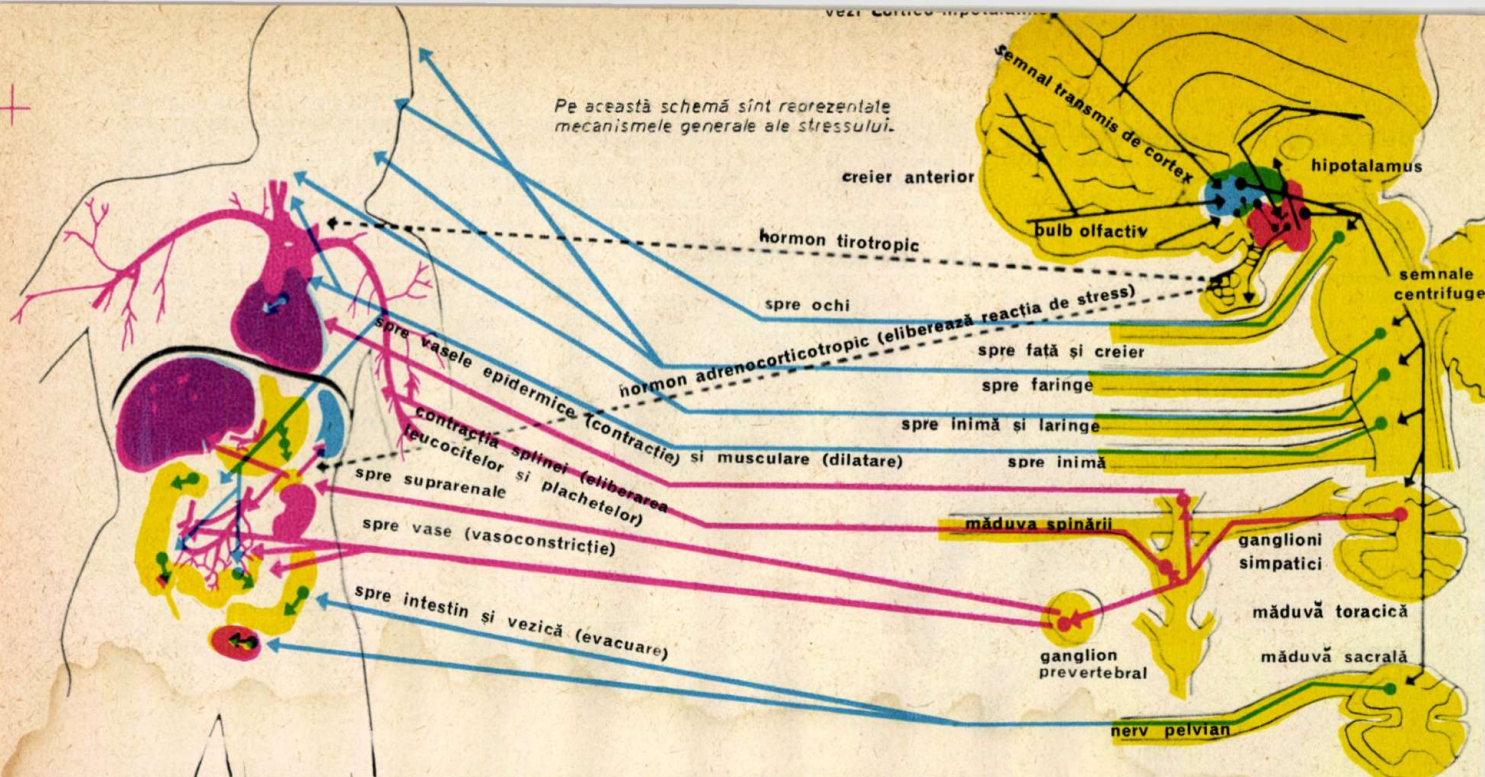 Pe această schemă sînt reprezentate
mecanismele generale ale stressului.
semnal transmis de cortex
creier anterior
hipotalamus
bulb olfactiv
hormon tirotropic
semnale
centrifuge
spre ochi
hormon adrenocorticotropic (eliberează reacția de stress)
spre față și creier
spre faringe
spre inimă și laringe
spre inimă
spre vasele epidermice (contracție) și musculare (dilatare)
contracția splinei (eliberarea
leucocitelor și plachetelor)
spre suprarenale
spre vase (vasoconstricție)
măduva spinării
ganglioni
simpatici
măduvă toracică
spre intestin și vezică (evacuare)
ganglion
prevertebral
măduvă sacrală
nerv pelvian